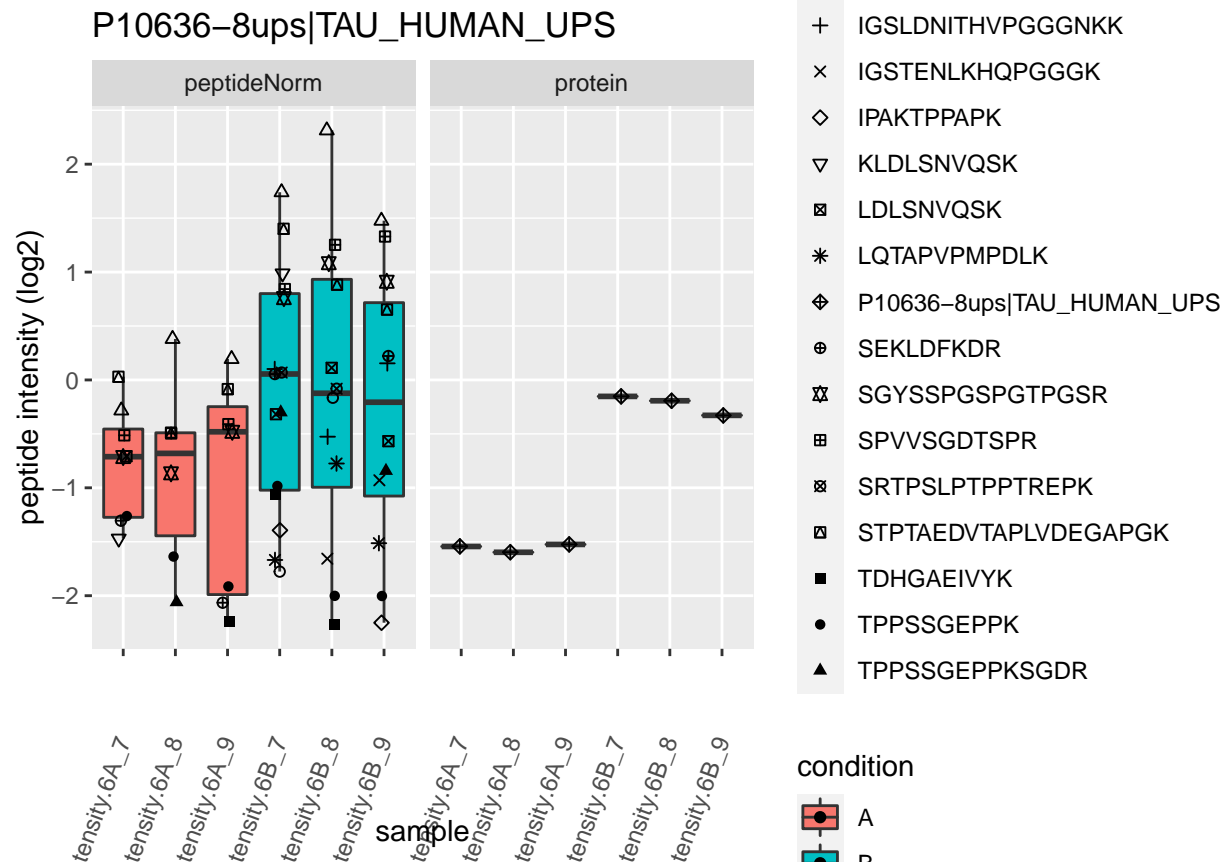 P10636−8ups|TAU_HUMAN_UPS
peptideNorm
protein
peptide intensity (log2)
2
1
0
−1
−2
tensity.6A_7
tensity.6A_8
tensity.6A_9
tensity.6B_7
tensity.6B_8
tensity.6B_9
tensity.6A_7
tensity.6A_8
tensity.6A_9
tensity.6B_7
tensity.6B_8
tensity.6B_9
sample
IGSLDNITHVPGGGNKK
IGSTENLKHQPGGGK
IPAKTPPAPK
KLDLSNVQSK
LDLSNVQSK
LQTAPVPMPDLK
P10636−8ups|TAU_HUMAN_UPS
SEKLDFKDR
SGYSSPGSPGTPGSR
SPVVSGDTSPR
SRTPSLPTPPTREPK
STPTAEDVTAPLVDEGAPGK
TDHGAEIVYK
TPPSSGEPPK
TPPSSGEPPKSGDR
condition
A
B